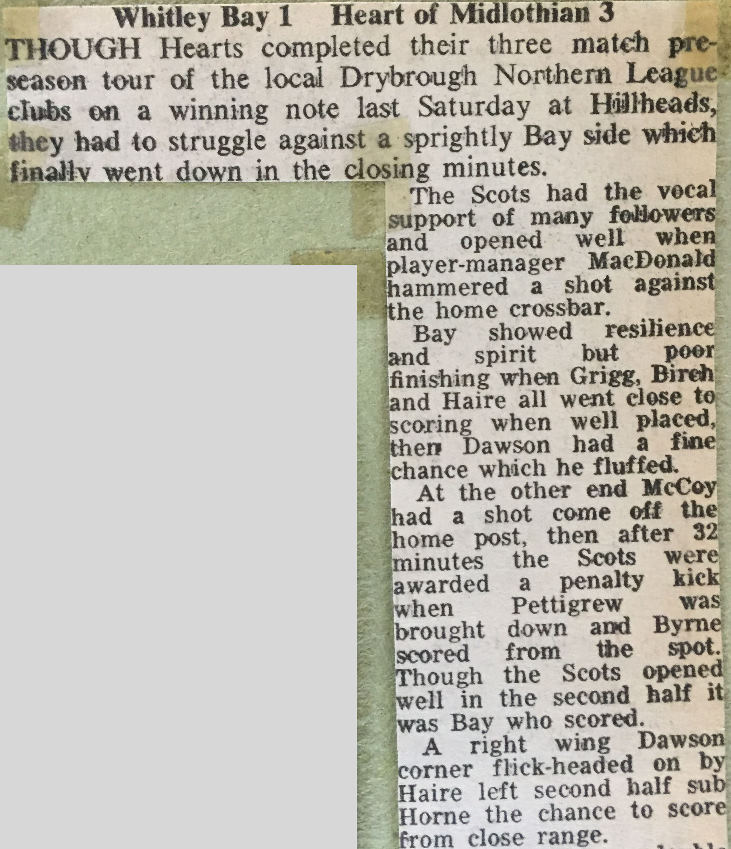 Whitley Bay 1 Heart of Midlothian 3
THOUGH Hearts completed their three match pre-
season tour of the local Drybrough Northern League
clubs on a winning note last Saturday at Hillheads,
they had to struggle against a sprightly Bay side which
finally went down in the closing minutes.
The Scots had the vocal
support of many followers
and opened well when
player-manager MacDonald
hammered a shot against
the home crossbar.
Bay showed resilience
and spirit but poor
finishing when Grigg, Birch
and Haire all went close to
scoring when well placed,
then Dawson had a fine
chance which he fluffed.
At the other end McCoy
had a shot come off the
home post, then after 32
minutes the Scots were
awarded a penalty kick
when Pettigrew was
brought down and Byrne
scored from the spot.
Though the Scots opened
well in the second half it
was Bay who scored.
A right wing Dawson
corner flick-headed on by
Haire left second half sub
Horne the chance to score
from close range.